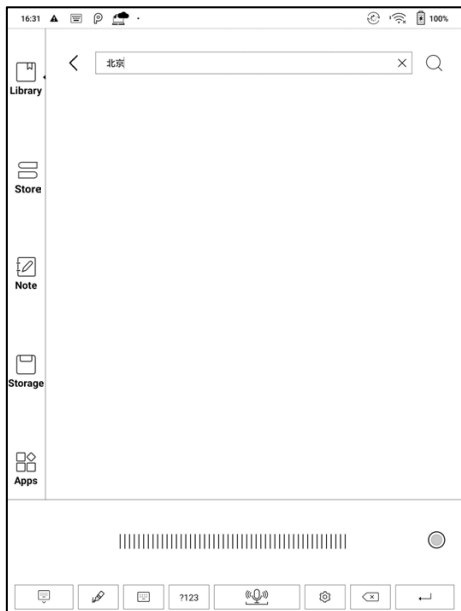 16:31
100%
北京
Library
Store
Note
Storage
Apps
?123